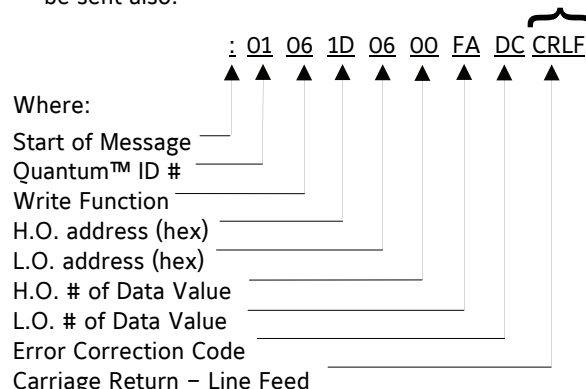 be sent also.
: 01 06 1D 06 00 FA DC CRLF
Where:
Start of Message
Quantum™ ID #
Write Function
H.O. address (hex)
L.O. address (hex)
H.O. # of Data Value
L.O. # of Data Value
Error Correction Code
Carriage Return – Line Feed